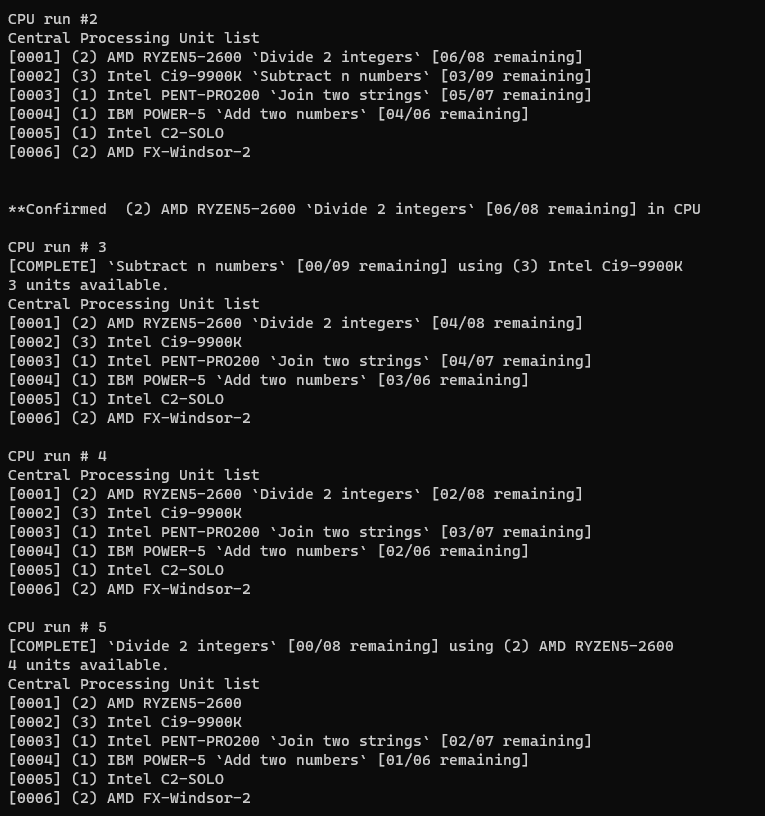 CPU run #2
Central Processing Unit list
[0001] (2) AMD RYZEN5-2600 `Divide 2 integers` [06/08 remaining]
[0002] (3) Intel Ci9-9900K `Subtract n numbers` [03/09 remaining]
[0003] (1) Intel PENT-PRO200 `Join two strings` [05/07 remaining]
[0004] (1) IBM POWER-5 `Add two numbers` [04/06 remaining]
[0005] (1) Intel C2-SOLO
[0006] (2) AMD FX-Windsor-2
**Confirmed  (2) AMD RYZEN5-2600 `Divide 2 integers` [06/08 remaining] in CPU
CPU run # 3
[COMPLETE] `Subtract n numbers` [00/09 remaining] using (3) Intel Ci9-9900K
3 units available.
Central Processing Unit list
[0001] (2) AMD RYZEN5-2600 `Divide 2 integers` [04/08 remaining]
[0002] (3) Intel Ci9-9900K
[0003] (1) Intel PENT-PRO200 `Join two strings` [04/07 remaining]
[0004] (1) IBM POWER-5 `Add two numbers` [03/06 remaining]
[0005] (1) Intel C2-SOLO
[0006] (2) AMD FX-Windsor-2
CPU run # 4
Central Processing Unit list
[0001] (2) AMD RYZEN5-2600 `Divide 2 integers` [02/08 remaining]
[0002] (3) Intel Ci9-9900K
[0003] (1) Intel PENT-PRO200 `Join two strings` [03/07 remaining]
[0004] (1) IBM POWER-5 `Add two numbers` [02/06 remaining]
[0005] (1) Intel C2-SOLO
[0006] (2) AMD FX-Windsor-2
CPU run # 5
[COMPLETE] `Divide 2 integers` [00/08 remaining] using (2) AMD RYZEN5-2600
4 units available.
Central Processing Unit list
[0001] (2) AMD RYZEN5-2600
[0002] (3) Intel Ci9-9900K
[0003] (1) Intel PENT-PRO200 `Join two strings` [02/07 remaining]
[0004] (1) IBM POWER-5 `Add two numbers` [01/06 remaining]
[0005] (1) Intel C2-SOLO
[0006] (2) AMD FX-Windsor-2